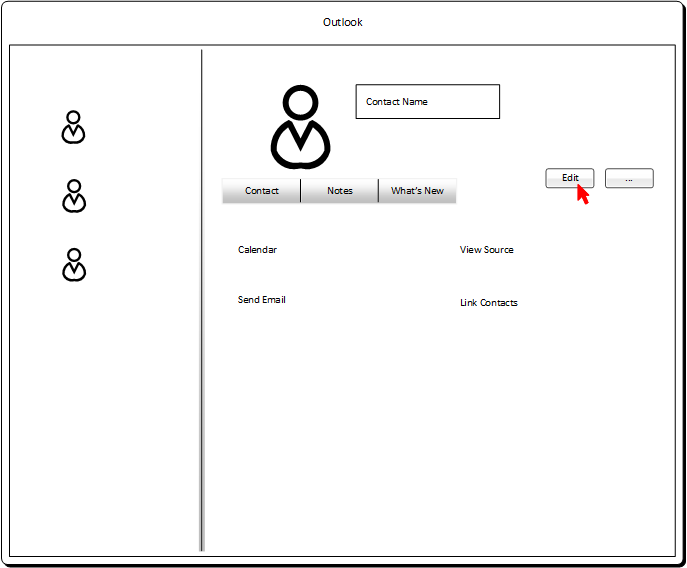 Outlook
Contact Name
Edit
...
Contact
Notes
What's New
Calendar
View Source
Send Email
Link Contacts